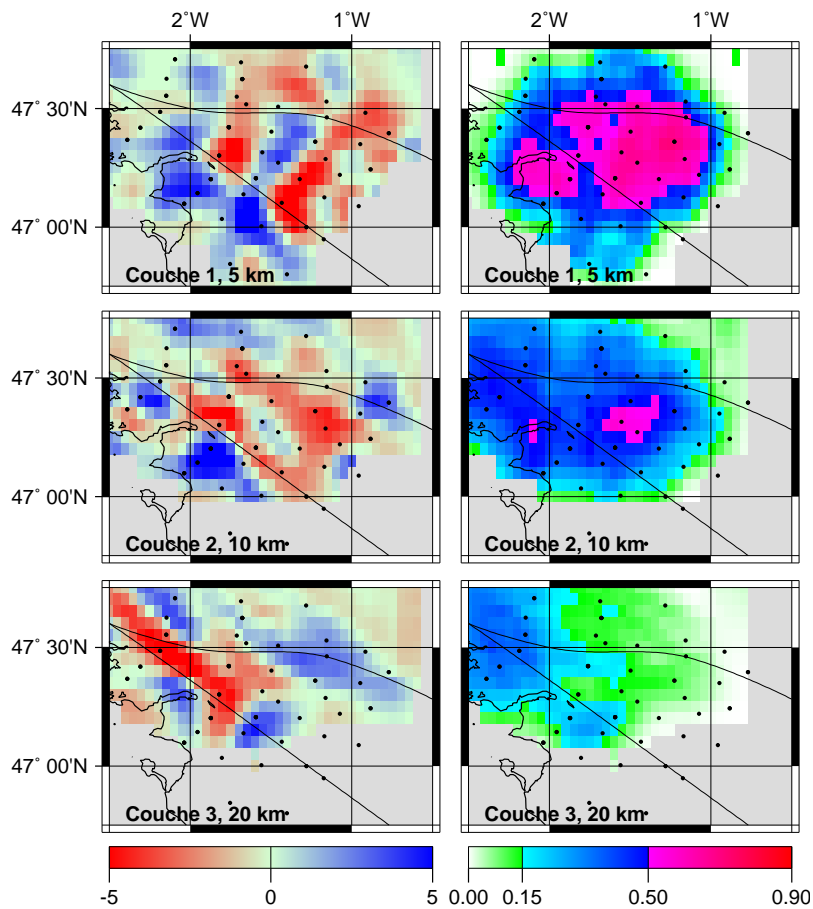 2˚W 1˚W 2˚W 1˚W
47˚ 30'N
47˚ 00'N
Couche 1, 5 km Couche 1, 5 km
47˚ 30'N
47˚ 00'N
Couche 2, 10 km Couche 2, 10 km
47˚ 30'N
47˚ 00'N
Couche 3, 20 km Couche 3, 20 km
-5 0 5 0.00 0.15 0.50 0.90